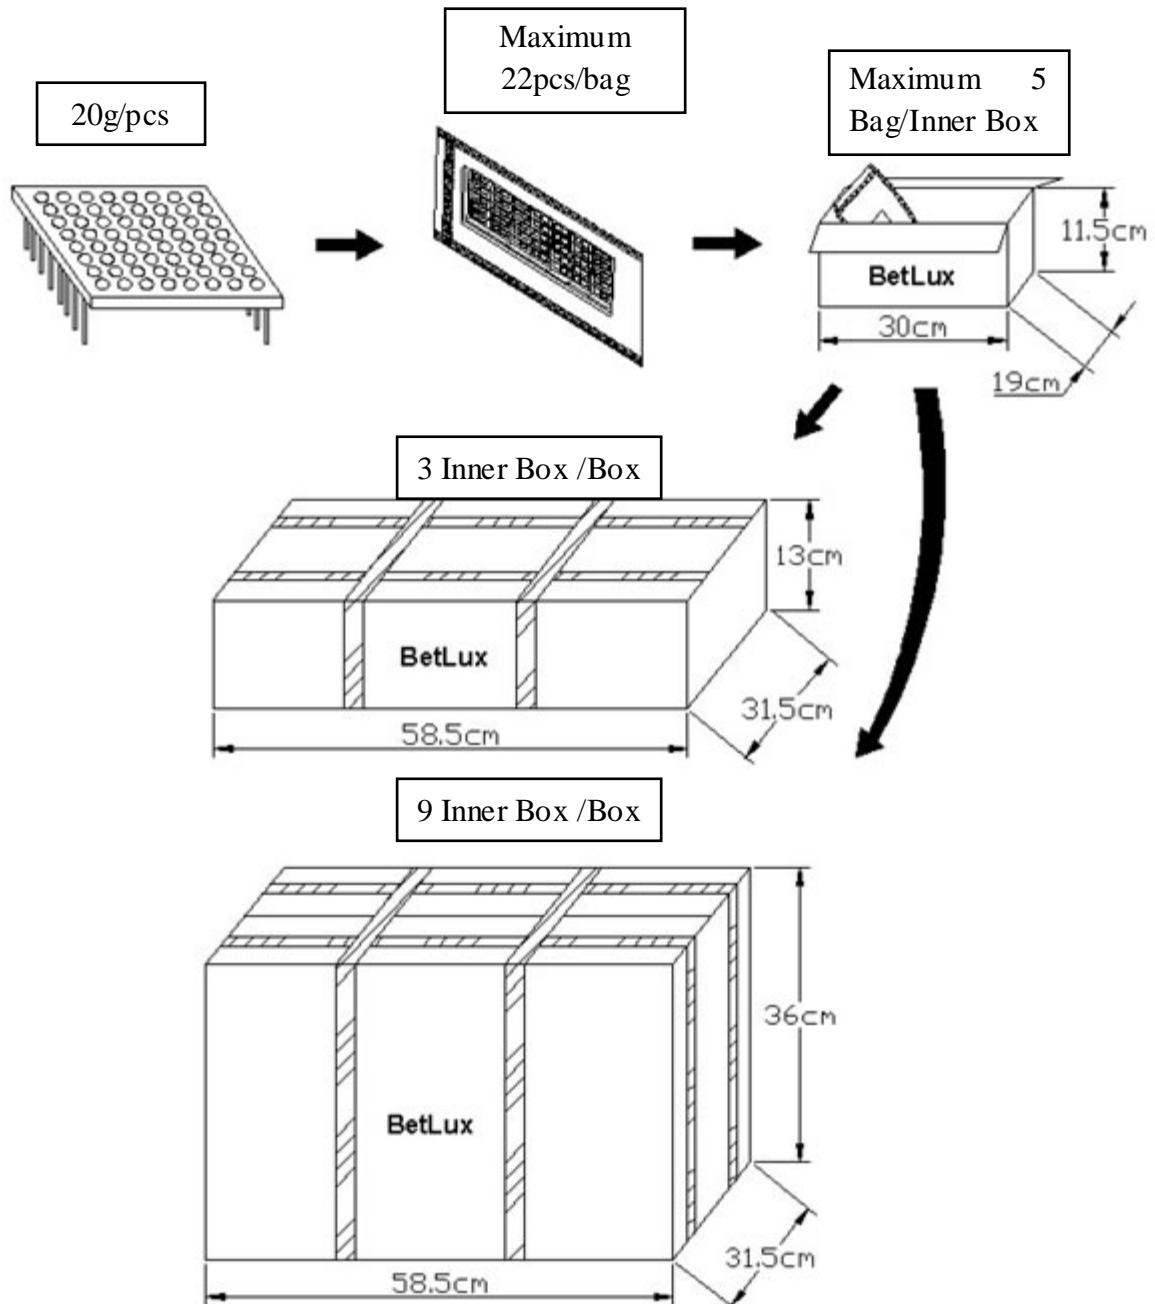 Maximum
22pcs/bag
20g/pcs
Maximum 5
Bag/Inner Box
11.5cm
BetLux
30cm
19cm
3 Inner Box /Box
13cm
BetLux
31.5cm
58.5cm
9 Inner Box /Box
36cm
BetLux
31.5cm
58.5cm